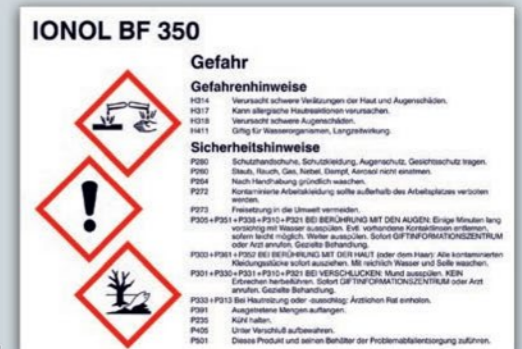 IONOL BF 350
Gefahr
Gefahrenhinweise
H314 Verursacht schwere Verätzungen der Haut und Augenschäden.
H317 Kann allergische Hautreaktionen verursachen.
H318 Verursacht schwere Augenschäden.
H411 Giftig für Wasserorganismen, Langzeitwirkung.
Sicherheitshinweise
P280 Schutzhandschuhe, Schutzkleidung, Augenschutz, Gesichtsschutz tragen.
P260 Staub, Rauch, Gas, Nebel, Dampf, Aerosol nicht einatmen.
P264 Nach Handhabung gründlich waschen.
P272 Kontaminierte Arbeitskleidung sollte außerhalb des Arbeitsplatzes verboten
werden.
P273 Freisetzung in die Umwelt vermeiden.
P305+P351+P338+P310+P321 BEI BERÜHRUNG MIT DEN AUGEN: Einige Minuten lang
vorsichtig mit Wasser ausspülen. Evtl. vorhandene Kontaktlinsen entfernen,
sofern leicht möglich. Weiter ausspülen. Sofort GIFTINFORMATIONSZENTRUM
oder Arzt anrufen. Gezielte Behandlung.
P303+P361+P352 BEI BERÜHRUNG MIT DER HAUT (oder dem Haar): Alle kontaminierten
Kleidungsstücke sofort ausziehen. Mit reichlich Wasser und Seife waschen.
P301+P330+P331+P310+P321 BEI VERSCHLUCKEN: Mund ausspülen. KEIN
Erbrechen herbeiführen. Sofort GIFTINFORMATIONSZENTRUM oder Arzt
anrufen. Gezielte Behandlung.
P333+P313 Bei Hautreizung oder -ausschlag: Ärztlichen Rat einholen.
P391 Ausgetretene Mengen auffangen.
P235 Kühl halten.
P405 Unter Verschluß aufbewahren.
P501 Dieses Produkt und seinen Behälter der Problemabfallentsorgung zuführen.